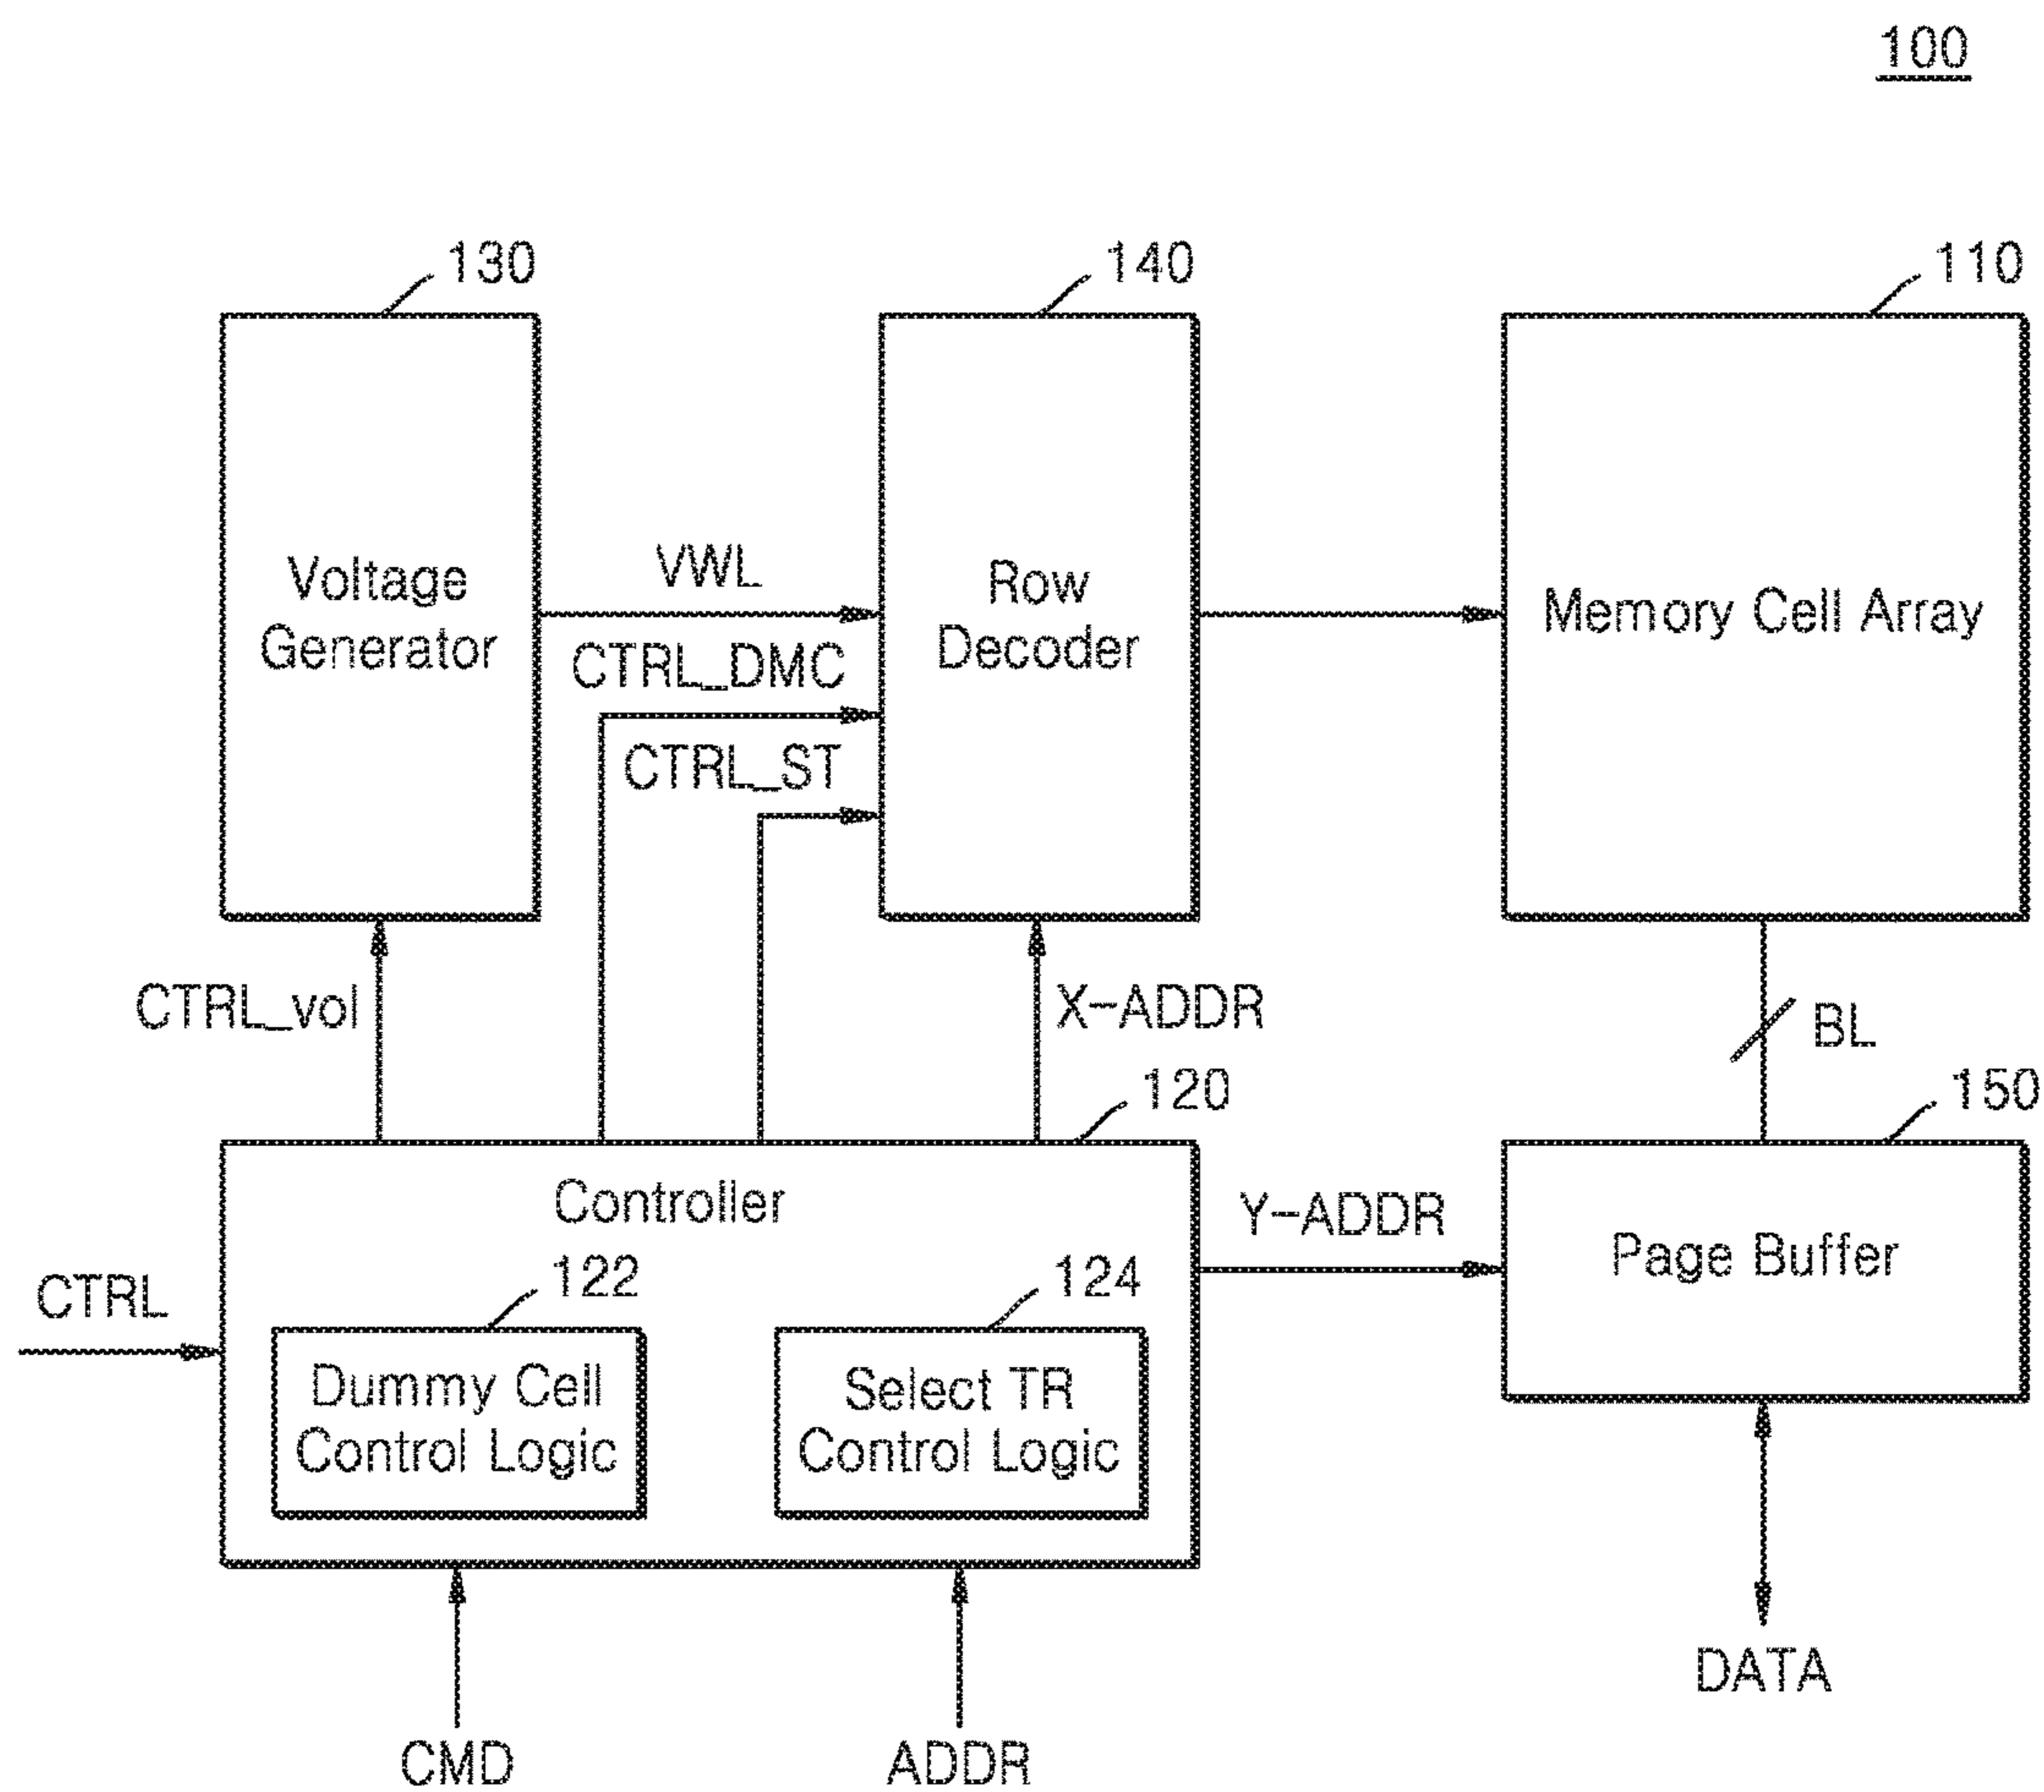 100
130
140
110
Voltage
Generator
VWL
CTRL_DMC
CTRL_ST
Row
Decoder
Memory Cell Array
CTRL_vol
X-ADDR
BL
120
150
Controller
Y-ADDR
Page Buffer
CTRL
122
124
Dummy Cell
Control Logic
Select TR
Control Logic
DATA
CMD
ADDR